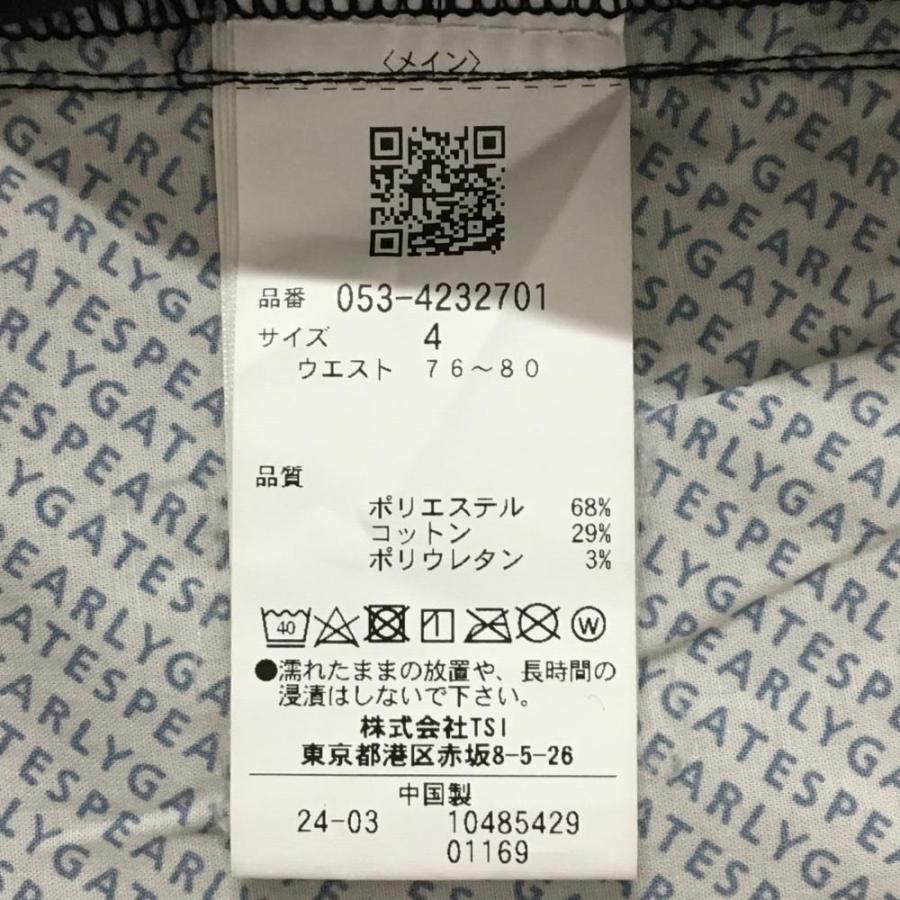 〈メイン〉
品番 053-4232701
サイズ 4
ウエスト 76～80
品質
ポリエステル 68%
コットン 29%
ポリウレタン 3%
40 W
●濡れたままの放置や、長時間の
浸漬はしないで下さい。
株式会社TSI
東京都港区赤坂8-5-26
中国製
24-03 10485429
01169
PEARLYGATES